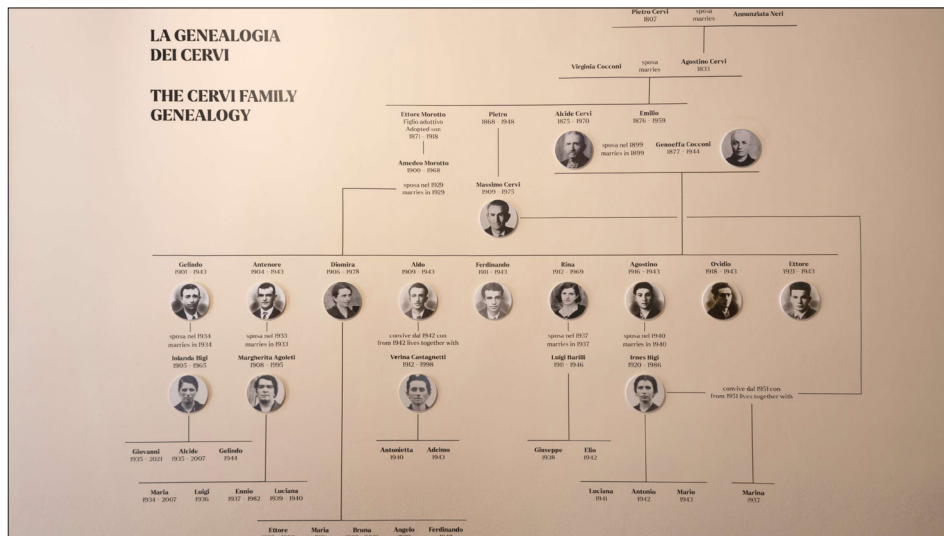 LA GENEALOGIA
DEI CERVI
THE CERVI FAMILY
GENEALOGY
Pietro Cervi
1807
sposa
marries
Annunziata Neri
Virginia Cocconi
sposa
marries
Agostino Cervi
1833
Ettore Morotto
Figlio adottivo
Adopted son
1871 - 1918
Pietro
1868 - 1948
Alcide Cervi
1875 - 1970
Emilio
1876 - 1959
sposa nel 1899
marries in 1899
Genoeffa Cocconi
1877 - 1944
Amedeo Morotto
1900 - 1968
sposa nel 1929
marries in 1929
Massimo Cervi
1909 - 1975
Gelindo
1901 - 1943
Antenore
1904 - 1943
Diomira
1906 - 1978
Aldo
1909 - 1943
Ferdinando
1911 - 1943
Rina
1912 - 1969
Agostino
1916 - 1943
Ovidio
1918 - 1943
Ettore
1921 - 1943
sposa nel 1934
marries in 1934
sposa nel 1933
marries in 1933
convive dal 1942 con
from 1942 lives together with
sposa nel 1937
marries in 1937
sposa nel 1940
marries in 1940
Iolanda Bigi
1905 - 1965
Margherita Agoleti
1908 - 1995
Verina Castagnetti
1912 - 1998
Luigi Barilli
1911 - 1946
Irnes Bigi
1920 - 1986
convive dal 1951 con
from 1951 lives together with
Giovanni
1935 - 2021
Alcide
1935 - 2007
Gelindo
1944
Antonietta
1940
Adelmo
1943
Giuseppe
1938
Elio
1942
Maria
1934 - 2007
Luigi
1936
Ennio
1937 - 1982
Luciana
1939 - 1940
Luciana
1941
Antonio
1942
Mario
1943
Marina
1957
Ettore
Maria
Bruna
Angelo
Ferdinando